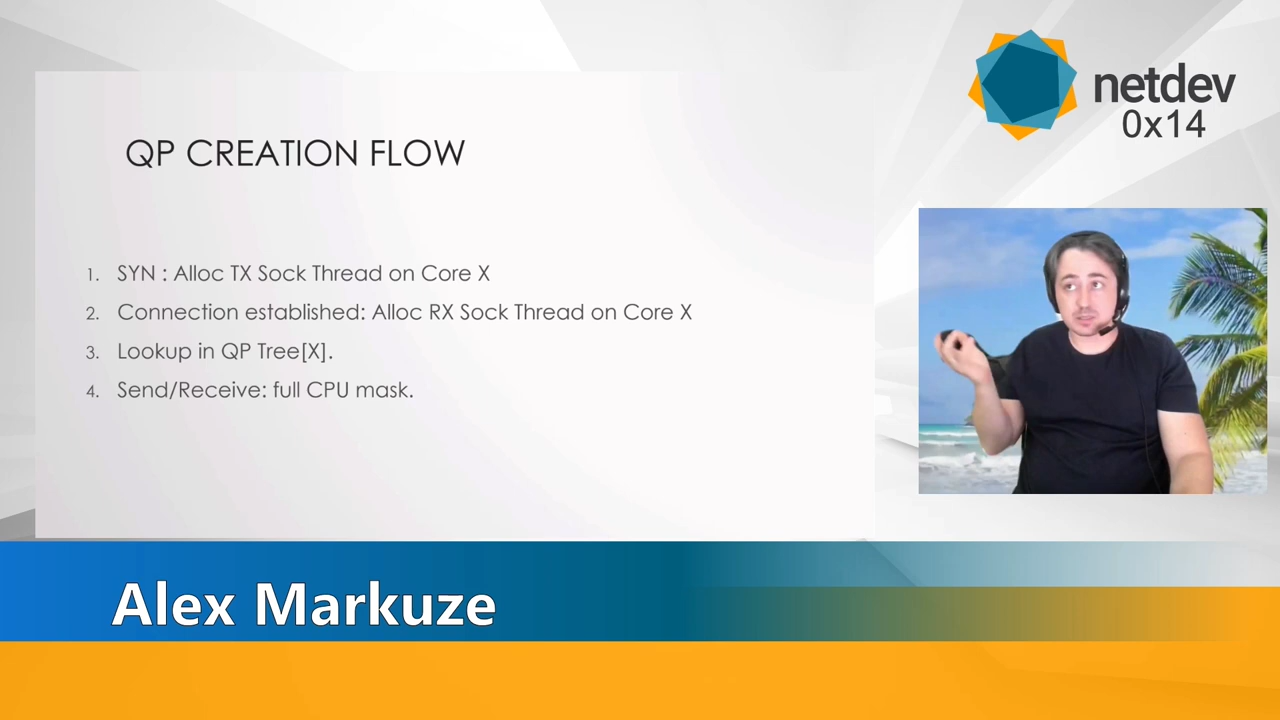 netdev
0x14
QP CREATION FLOW
1. SYN : Alloc TX Sock Thread on Core X
2. Connection established: Alloc RX Sock Thread on Core X
3. Lookup in QP Tree[X].
4. Send/Receive: full CPU mask.
Alex Markuze